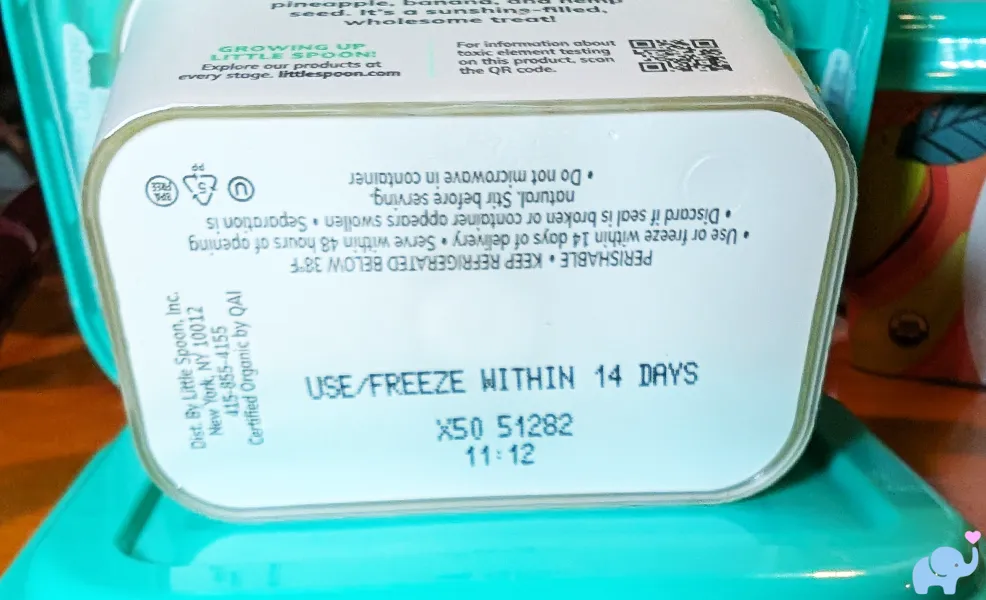 pineapple, banana, and hemp
seed. It's a sunshine-filled,
wholesome treat!
GROWING UP
LITTLE SPOON!
Explore our products at
every stage. littlespoon.com
For information about
toxic element testing
on this product, scan
the QR code.
PERISHABLE • KEEP REFRIGERATED BELOW 38°F
• Use or freeze within 14 days of delivery • Serve within 48 hours of opening
• Discard if seal is broken or container appears swollen • Separation is
natural. Stir before serving.
• Do not microwave in container
U
5
PP
BPA
FREE
Dist. By Little Spoon, Inc.
New York, NY 10012
415-855-4155
Certified Organic by QAI
USE/FREEZE WITHIN 14 DAYS
X50 51282
11:12